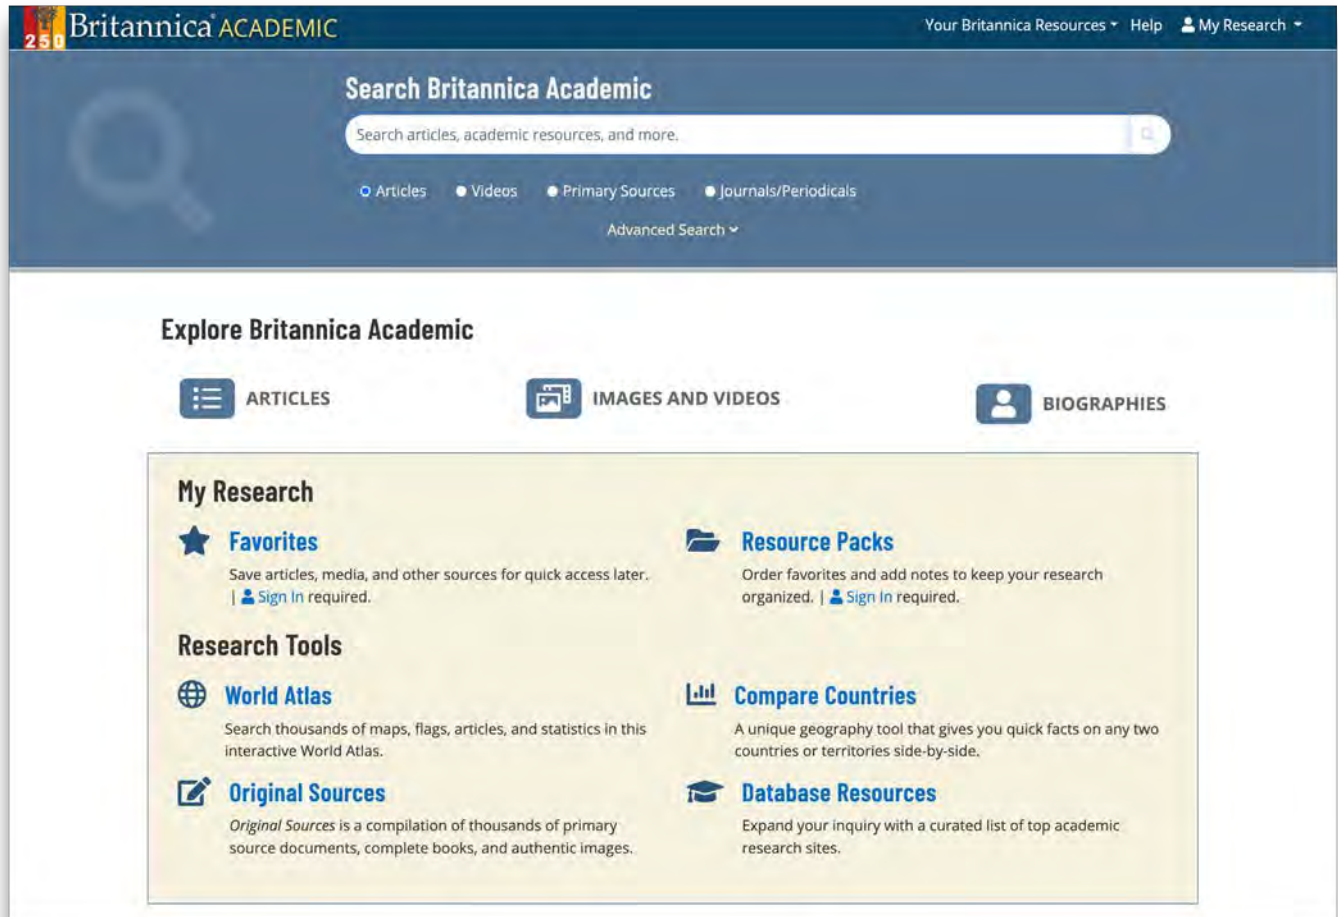 250 Britannica ACADEMIC Your Britannica Resources Help My Research
Search Britannica Academic
Search articles, academic resources, and more.
Articles Videos Primary Sources Journals/Periodicals
Advanced Search
Explore Britannica Academic
ARTICLES IMAGES AND VIDEOS BIOGRAPHIES
My Research
Favorites
Save articles, media, and other sources for quick access later.
| Sign In required.
Resource Packs
Order favorites and add notes to keep your research
organized. | Sign In required.
Research Tools
World Atlas
Search thousands of maps, flags, articles, and statistics in this
interactive World Atlas.
Compare Countries
A unique geography tool that gives you quick facts on any two
countries or territories side-by-side.
Original Sources
Original Sources is a compilation of thousands of primary
source documents, complete books, and authentic images.
Database Resources
Expand your inquiry with a curated list of top academic
research sites.